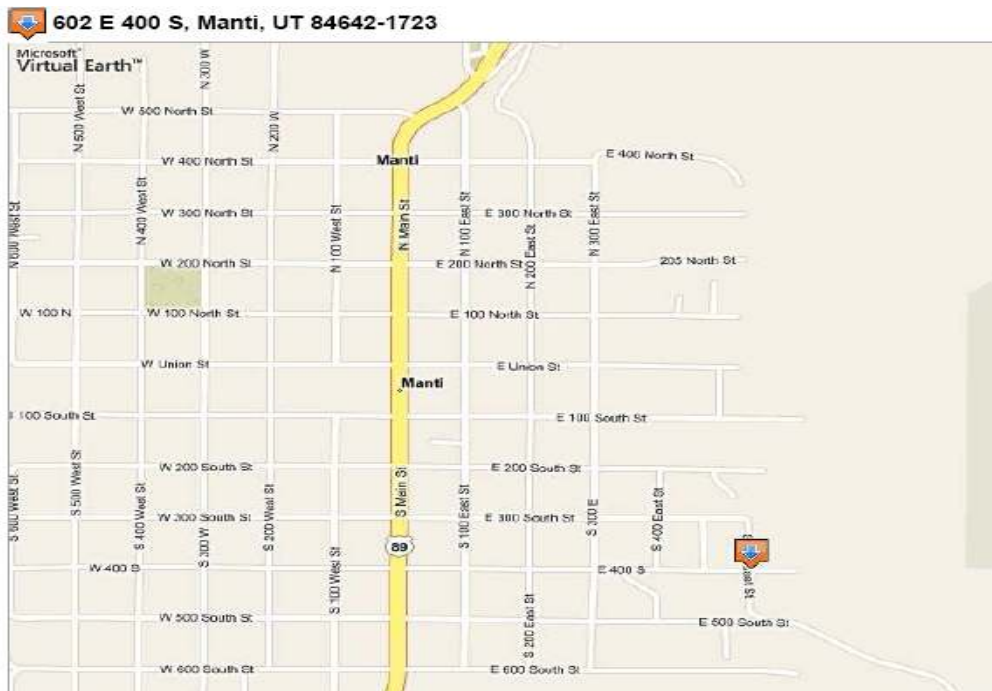 602 E 400 S, Manti, UT 84642-1723
Microsoft®
Virtual Earth™
N 500 West St
N 300 W
N 200 W
W 500 North St
W 400 North St
Manti
E 400 North St
N 400 West St
W 300 North St
N 100 West St
N Main St
N 100 East St
E 300 North St
N 300 East St
N 200 East St
W 200 North St
E 200 North St
205 North St
W 100 N
W 100 North St
E 100 North St
W Union St
E Union St
Manti
100 South St
E 100 South St
S 600 West St
S 500 West St
W 200 South St
S Main St
E 200 South St
S 400 West St
S 300 W
S 200 West St
W 300 South St
S 100 East St
E 300 South St
S 300 E
S 400 East St
89
S 100 West St
W 400 S
E 400 S
St
W 500 South St
S 200 East St
E 500 South St
W 600 South St
E 600 South St